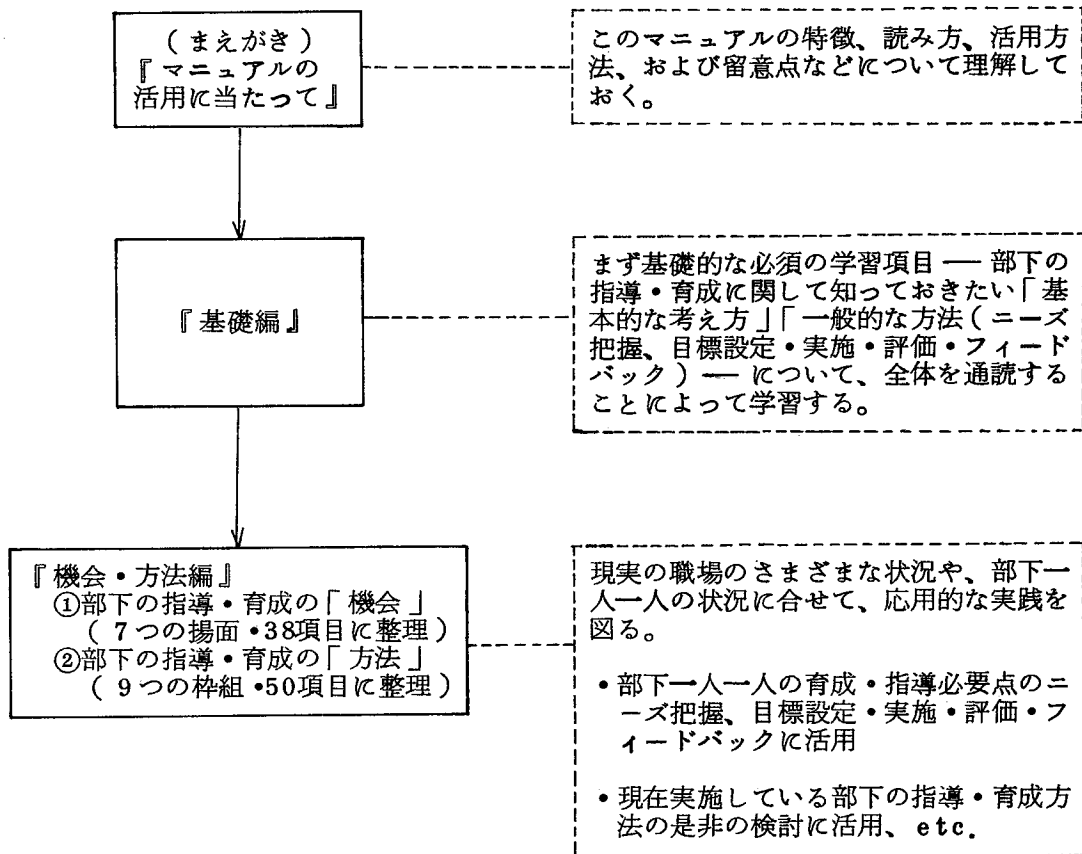 (まえがき)
『マニュアルの
活用に当たって』
このマニュアルの特徴、読み方、活用方
法、および留意点などについて理解して
おく。
『基礎編』
まず基礎的な必須の学習項目 ── 部下の
指導・育成に関して知っておきたい「基
本的な考え方」「一般的な方法(ニーズ
把握、目標設定・実施・評価・フィード
バック) ── について、全体を通読する
ことによって学習する。
『機会・方法編』
①部下の指導・育成の「機会」
(7つの揚面・38項目に整理)
②部下の指導・育成の「方法」
(9つの枠組・50項目に整理)
現実の職場のさまざまな状況や、部下一
人一人の状況に合せて、応用的な実践を
図る。
・部下一人一人の育成・指導必要点のニ
ーズ把握、目標設定・実施・評価・フ
ィードバックに活用
・現在実施している部下の指導・育成方
法の是非の検討に活用、etc.